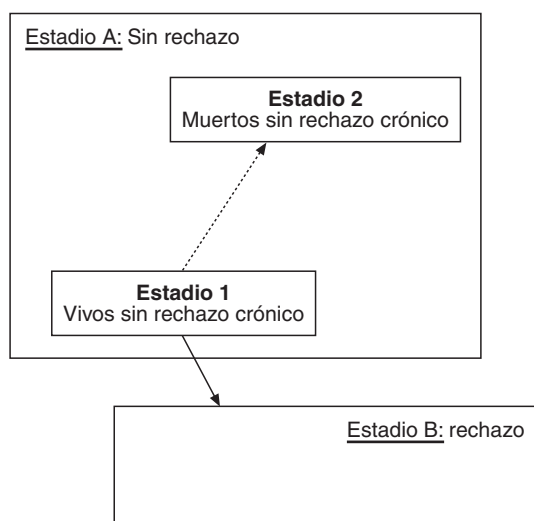 Estadio A: Sin rechazo
Estadio 2
Muertos sin rechazo crónico
Estadio 1
Vivos sin rechazo crónico
Estadio B: rechazo